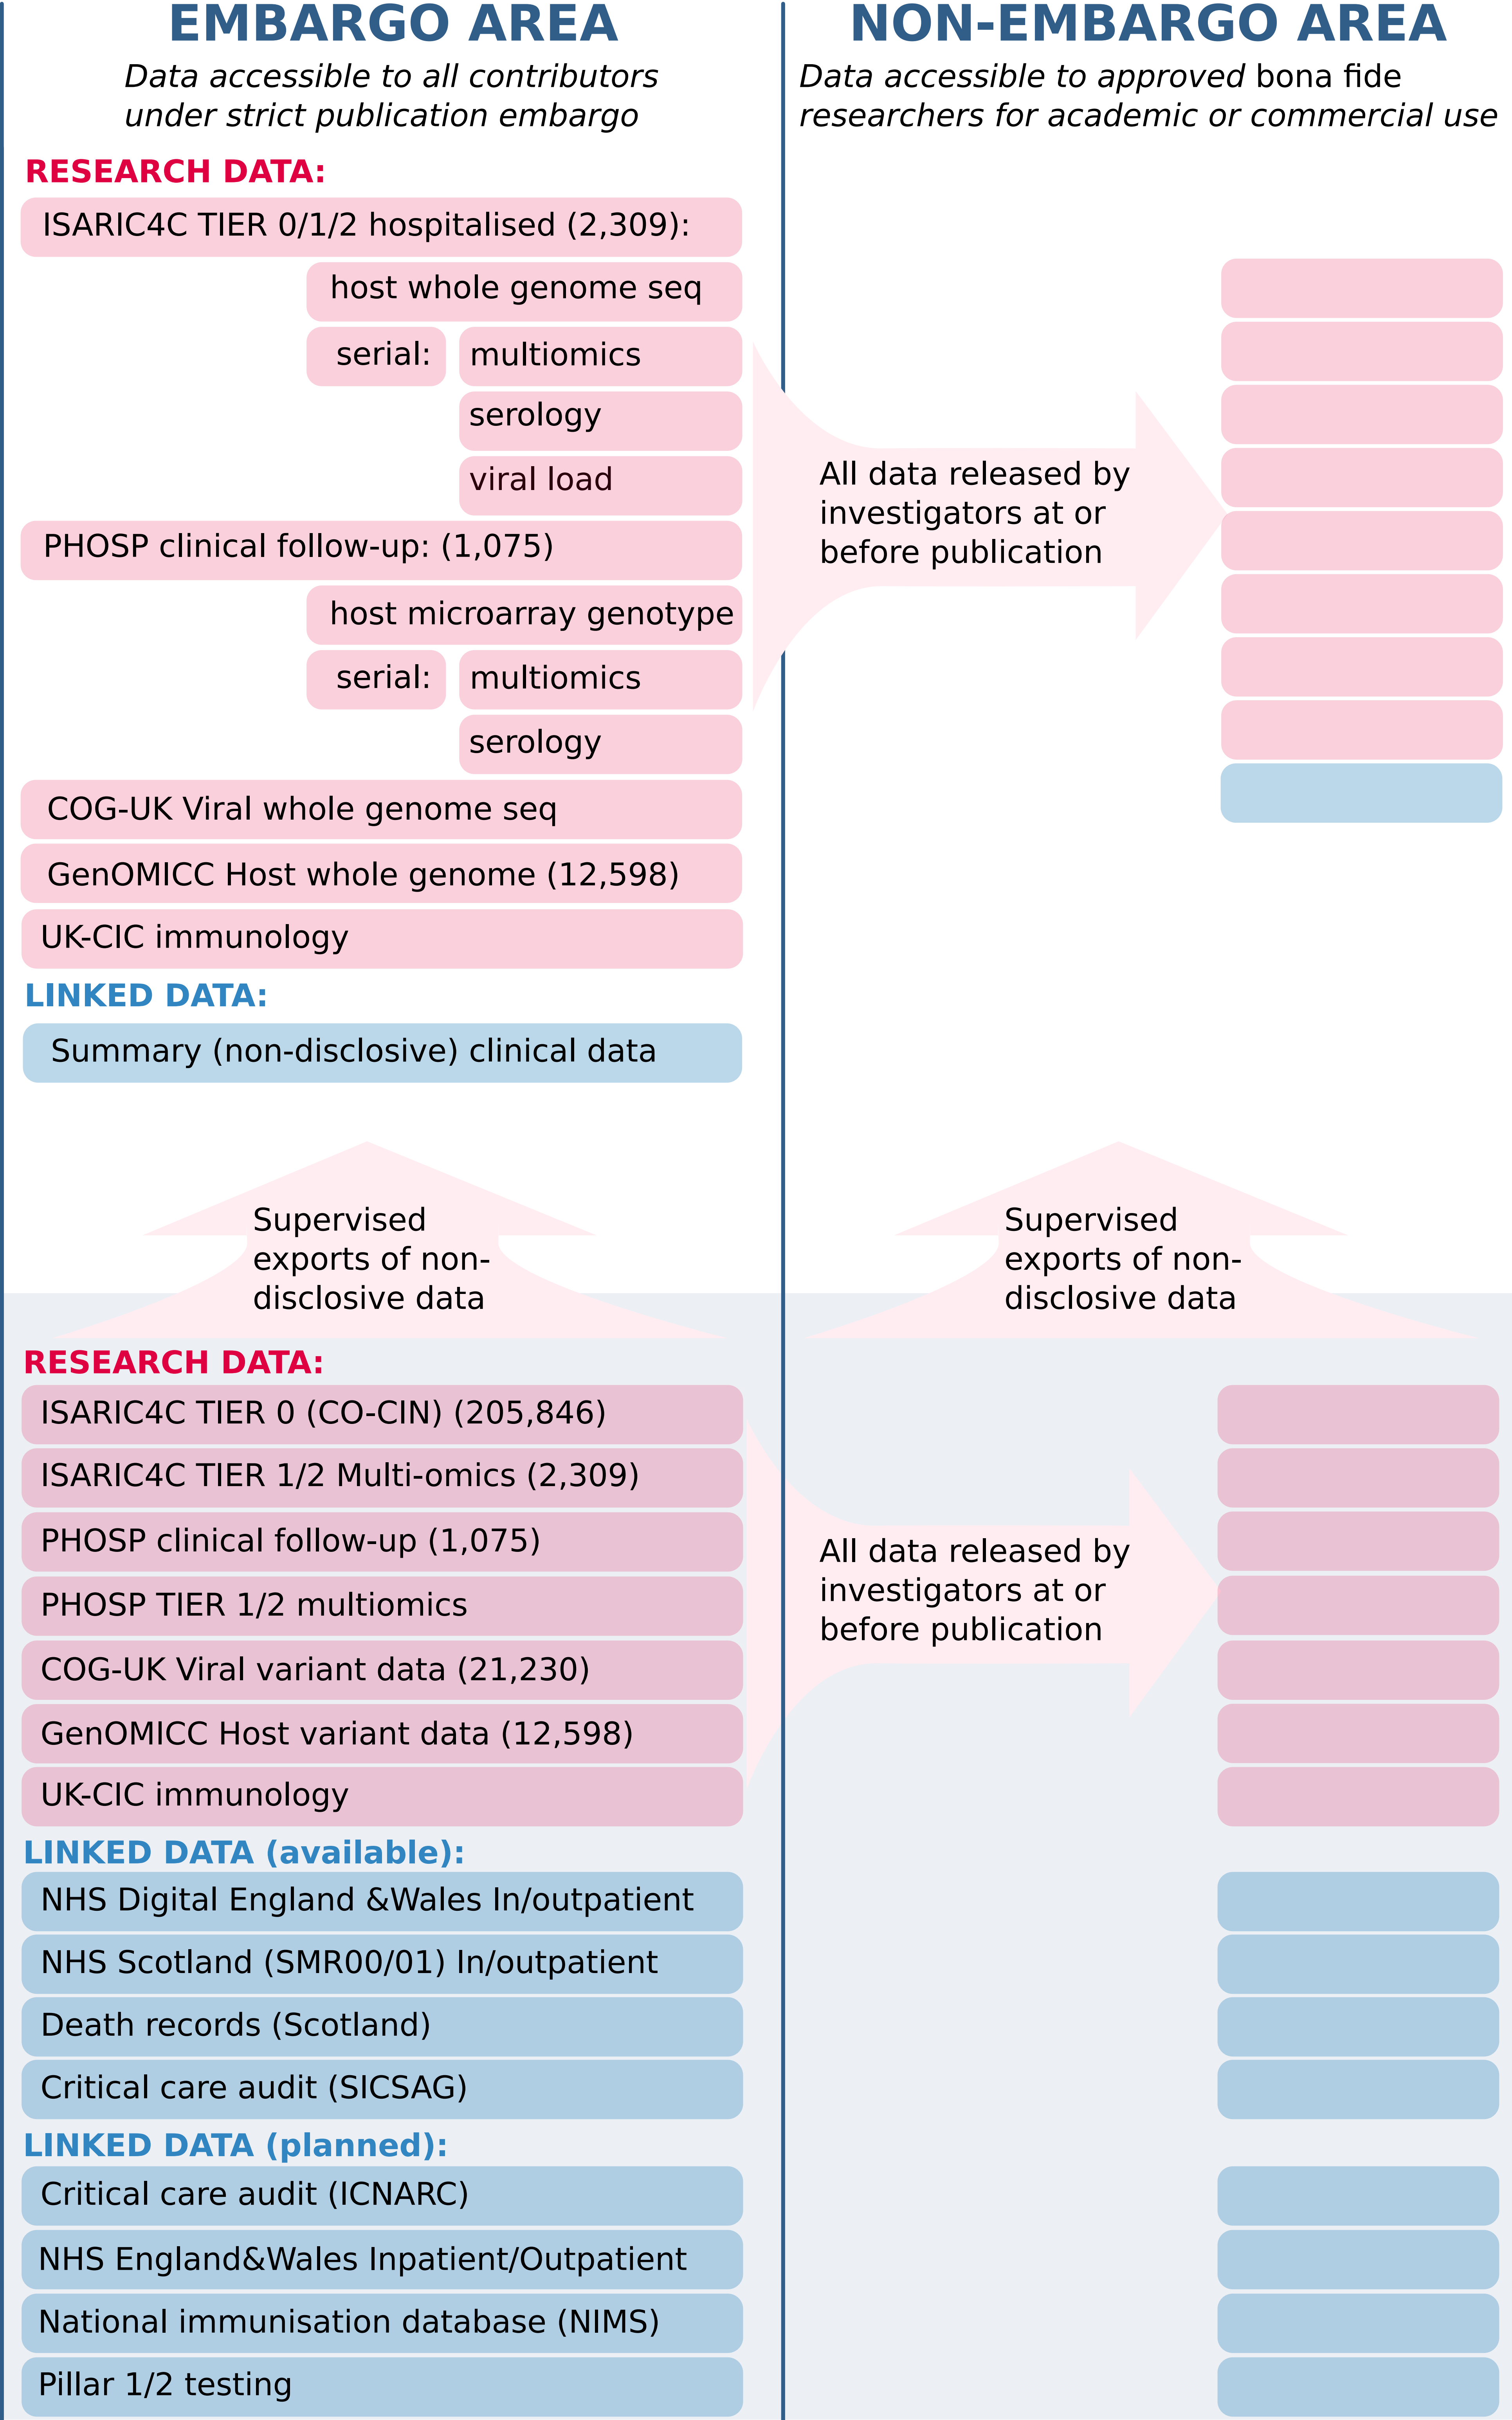 EMBARGO AREA
Data accessible to all contributors
under strict publication embargo
NON-EMBARGO AREA
Data accessible to approved bona fide
researchers for academic or commercial use
RESEARCH DATA:
ISARIC4C TIER 0/1/2 hospitalised (2,309):
host whole genome seq
serial: multiomics
serology
viral load
PHOSP clinical follow-up: (1,075)
host microarray genotype
serial: multiomics
serology
COG-UK Viral whole genome seq
GenOMICC Host whole genome (12,598)
UK-CIC immunology
All data released by
investigators at or
before publication
LINKED DATA:
Summary (non-disclosive) clinical data
Supervised
exports of non-
disclosive data
Supervised
exports of non-
disclosive data
RESEARCH DATA:
ISARIC4C TIER 0 (CO-CIN) (205,846)
ISARIC4C TIER 1/2 Multi-omics (2,309)
PHOSP clinical follow-up (1,075)
PHOSP TIER 1/2 multiomics
COG-UK Viral variant data (21,230)
GenOMICC Host variant data (12,598)
UK-CIC immunology
All data released by
investigators at or
before publication
LINKED DATA (available):
NHS Digital England &Wales In/outpatient
NHS Scotland (SMR00/01) In/outpatient
Death records (Scotland)
Critical care audit (SICSAG)
LINKED DATA (planned):
Critical care audit (ICNARC)
NHS England&Wales Inpatient/Outpatient
National immunisation database (NIMS)
Pillar 1/2 testing